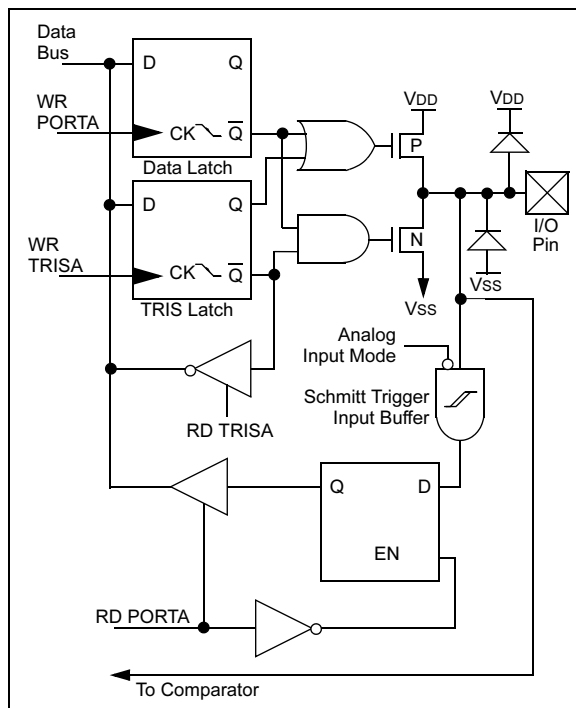 Data
Bus
D
Q
VDD
VDD
WR
PORTA
CK
Q
P
Data Latch
D
Q
I/O
Pin
WR
TRISA
CK
Q
N
VSS
VSS
TRIS Latch
Analog
Input Mode
Schmitt Trigger
Input Buffer
RD TRISA
Q
D
EN
RD PORTA
To Comparator